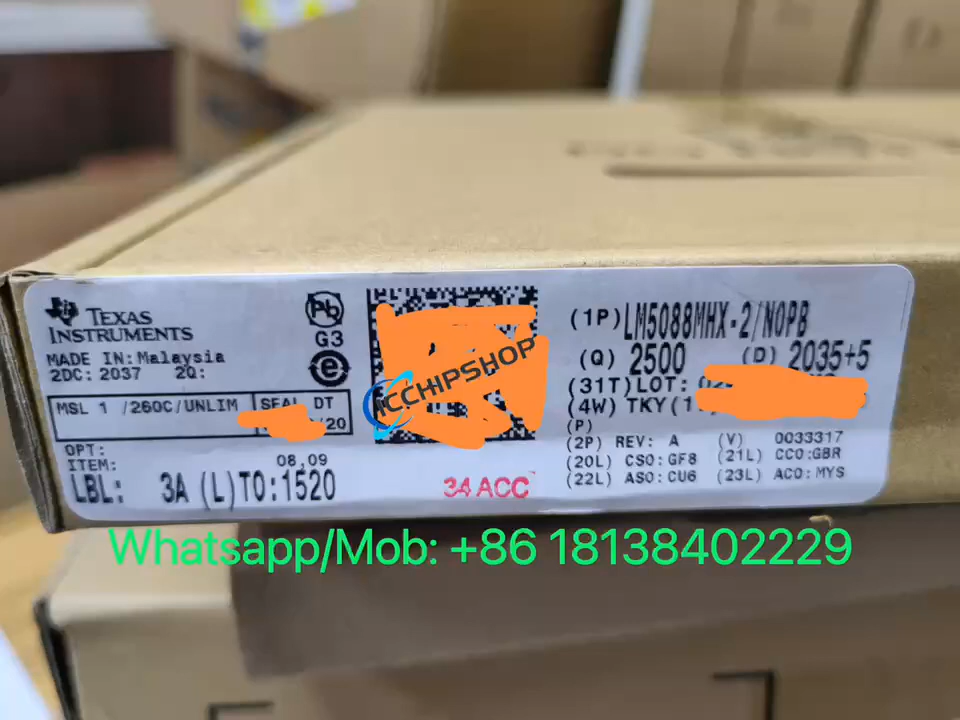 TEXAS
INSTRUMENTS
MADE IN: Malaysia
2DC: 2037 2Q:
MSL 1 /260C/UNLIM
SEAL DT
/20
OPT:
ITEM:
08,09
LBL: 3A (L)TO:1520
Pb
G3
e
ICCHIPSHOP
34 ACC
(1P)LM5088MHX-2/NOPB
(Q) 2500 (D) 2035+5
(31T)LOT:
(4W) TKY(1
(P)
(2P) REV: A (V) 0033317
(20L) CSO:GF8 (21L) CCO:GBR
(22L) ASO:CU6 (23L) ACO:MYS
Whatsapp/Mob: +86 18138402229